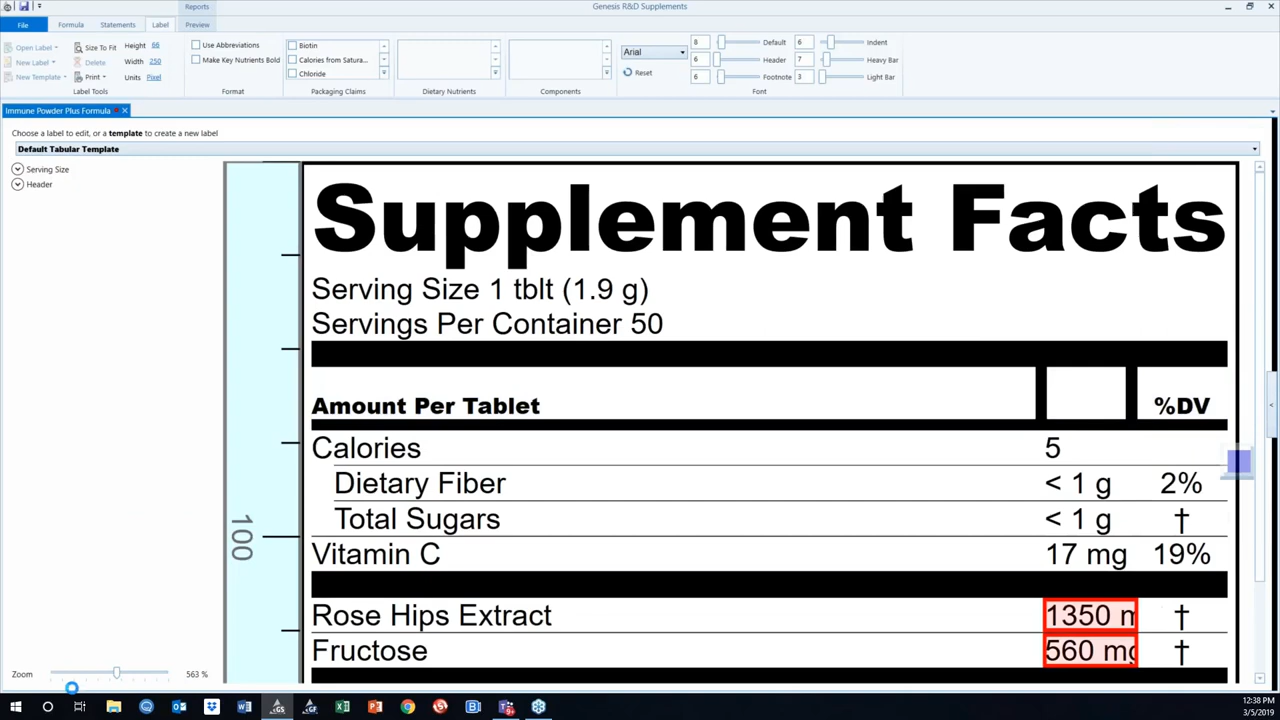 Reports
Genesis R&D Supplements
File Formula Statements Label Preview
Open Label Size To Fit Height 88
New Label Delete Width 250
New Template Print Units Pixel
Label Tools
Use Abbreviations
Make Key Nutrients Bold
Format
Biotin
Calories from Satura...
Chloride
Packaging Claims
Dietary Nutrients
Components
Arial
Reset
8 Default 6 Indent
6 Header 7 Heavy Bar
6 Footnote 3 Light Bar
Font
Immune Powder Plus Formula
Choose a label to edit, or a template to create a new label
Default Tabular Template
Serving Size
Header
100
Supplement Facts
Serving Size 1 tblt (1.9 g)
Servings Per Container 50
Amount Per Tablet %DV
Calories 5
Dietary Fiber < 1 g 2%
Total Sugars < 1 g †
Vitamin C 17 mg 19%
Rose Hips Extract 1350 m †
Fructose 560 mg †
Zoom 563 %
12:38 PM
3/5/2019